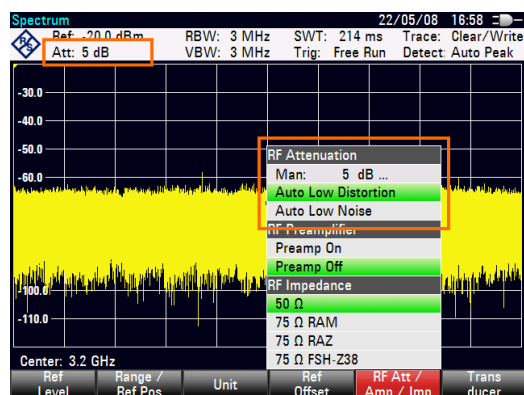 Spectrum 22/05/08 16:58
Ref: -20.0 dBm RBW: 3 MHz SWT: 214 ms Trace: Clear/Write
Att: 5 dB VBW: 3 MHz Trig: Free Run Detect: Auto Peak
-30.0
-40.0
-50.0
-60.0
-100.0
-110.0
RF Attenuation
Man: 5 dB ...
Auto Low Distortion
Auto Low Noise
RF Preamplifier
Preamp On
Preamp Off
RF Impedance
50 Ω
75 Ω RAM
75 Ω RAZ
75 Ω FSH-Z38
Center: 3.2 GHz
Ref Level
Range / Ref Pos
Unit
Ref Offset
RF Att / Amp / Imp
Trans ducer